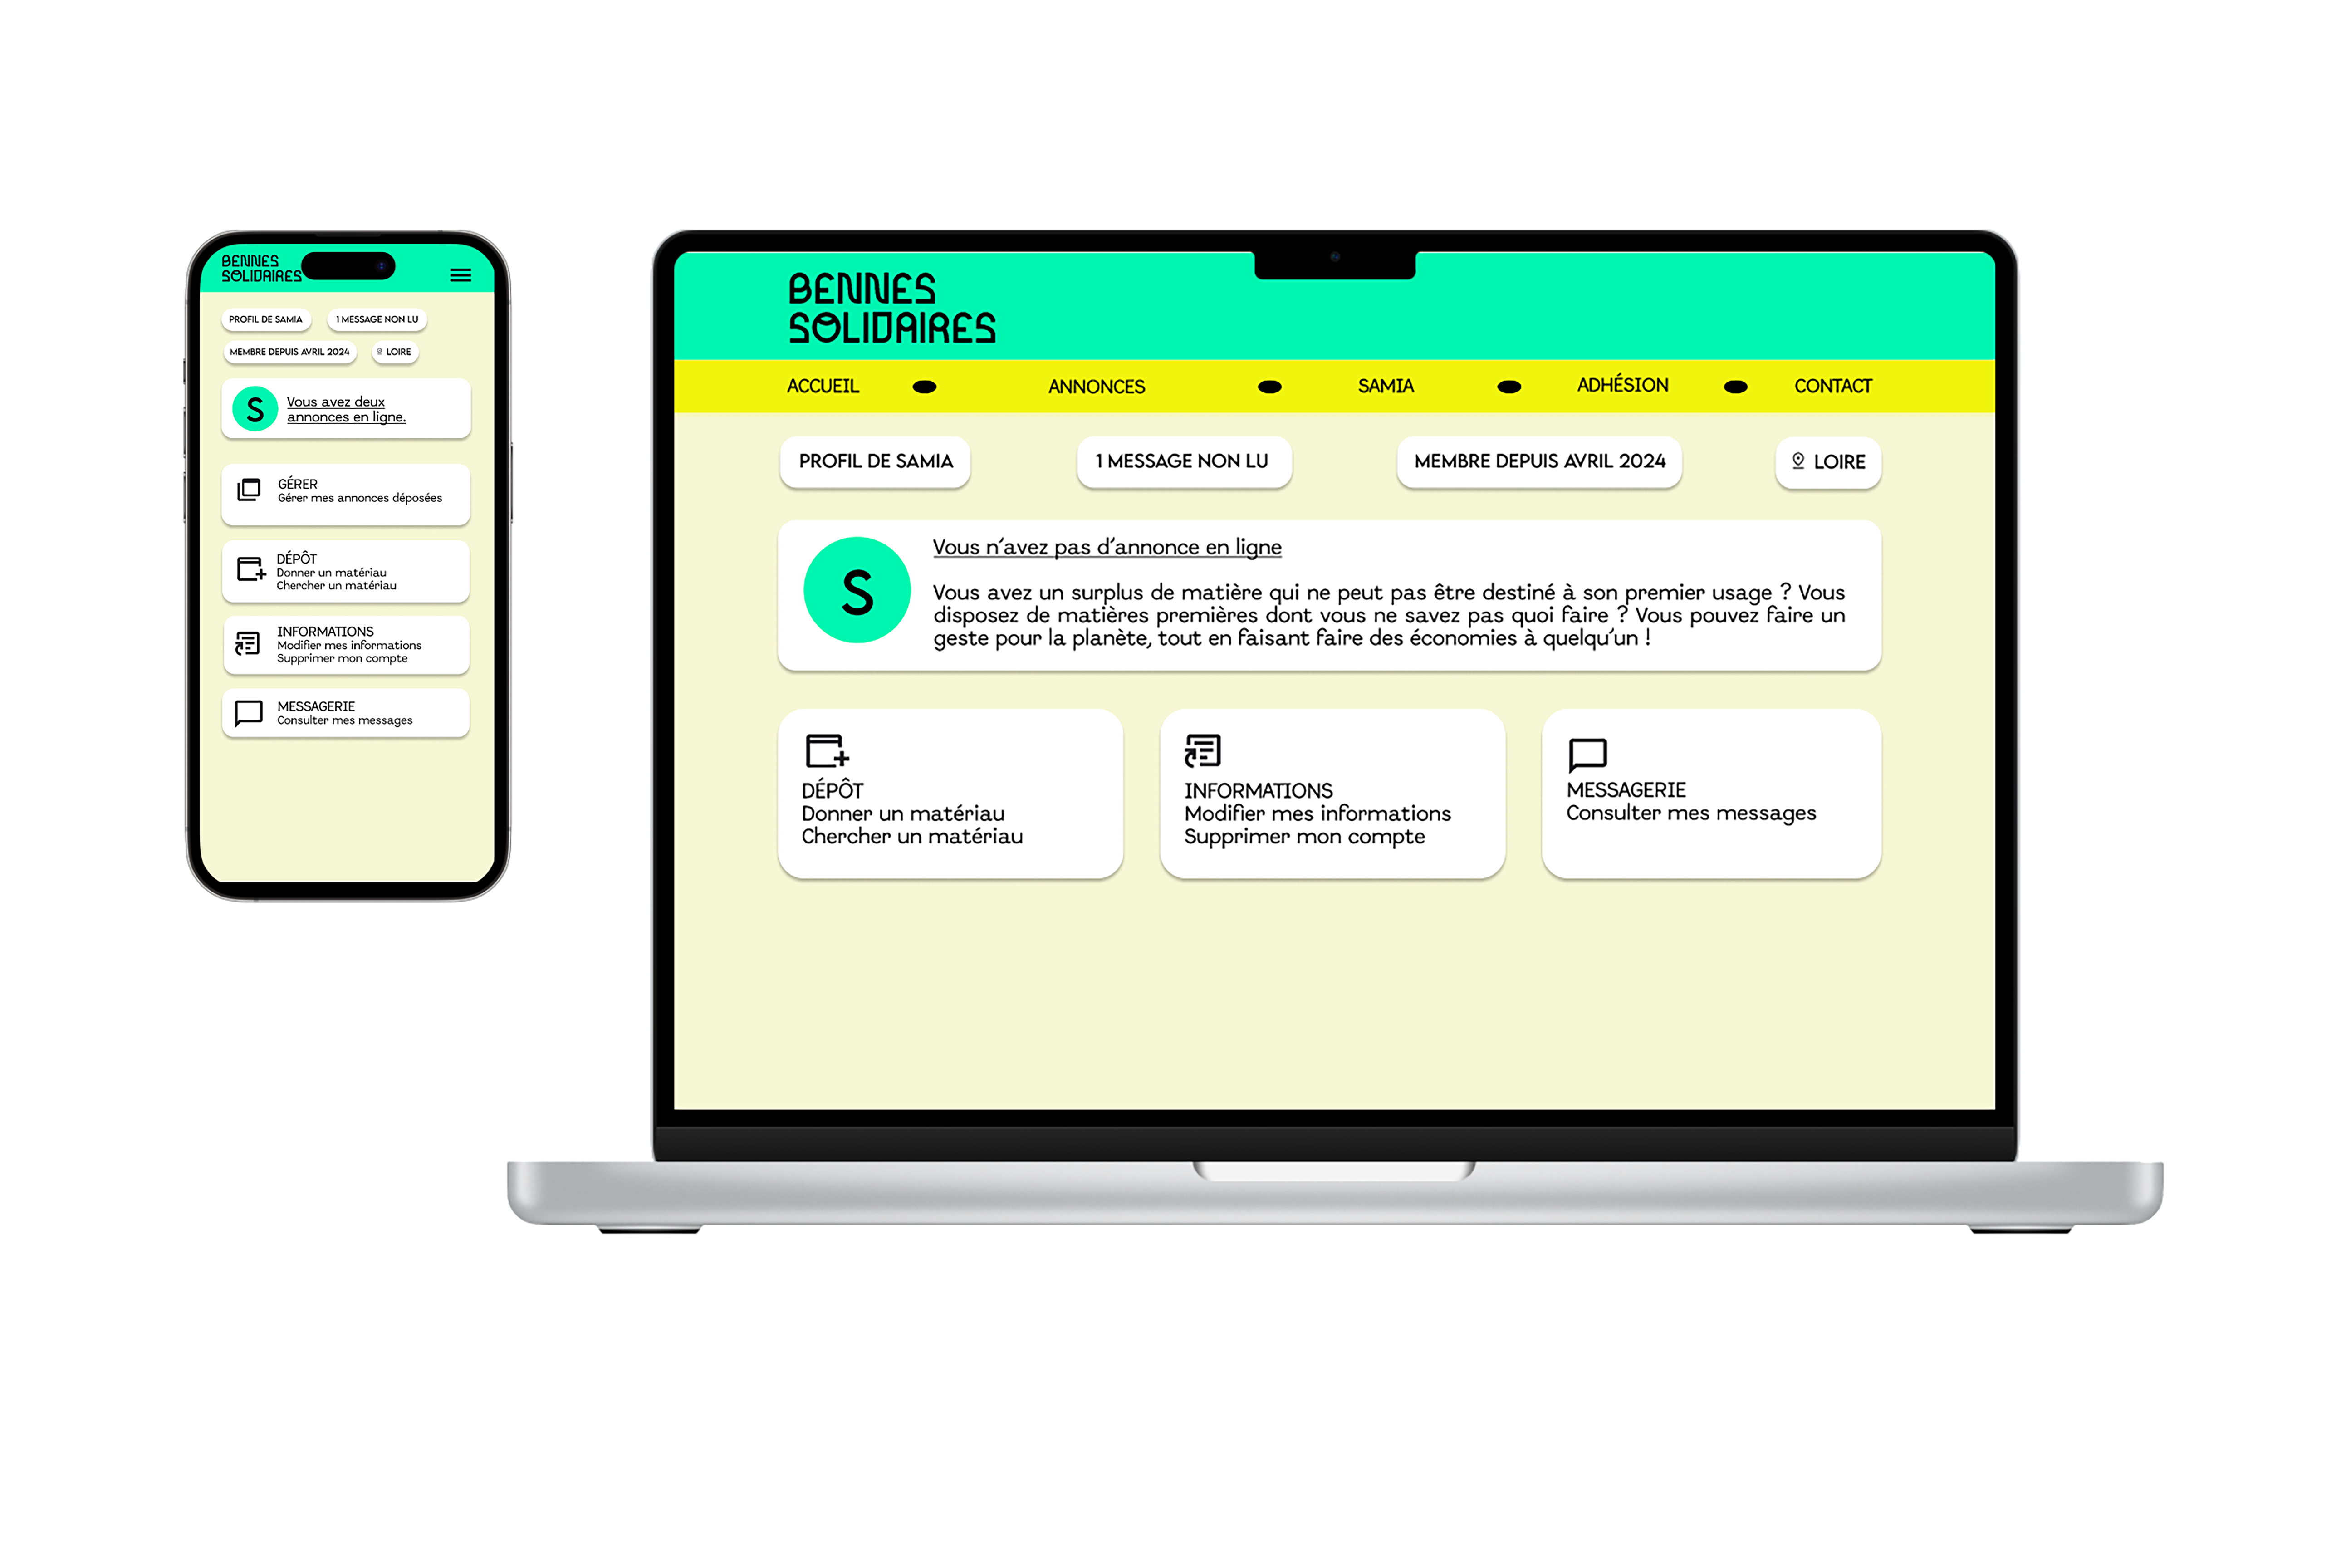 BENNES
SOLIDAIRES
PROFIL DE SAMIA
1 MESSAGE NON LU
MEMBRE DEPUIS AVRIL 2024
LOIRE
S
Vous avez deux
annonces en ligne.
GÉRER
Gérer mes annonces déposées
DÉPÔT
Donner un matériau
Chercher un matériau
INFORMATIONS
Modifier mes informations
Supprimer mon compte
MESSAGERIE
Consulter mes messages
BENNES
SOLIDAIRES
ACCUEIL
ANNONCES
SAMIA
ADHÉSION
CONTACT
PROFIL DE SAMIA
1 MESSAGE NON LU
MEMBRE DEPUIS AVRIL 2024
LOIRE
S
Vous n'avez pas d'annonce en ligne
Vous avez un surplus de matière qui ne peut pas être destiné à son premier usage ? Vous
disposez de matières premières dont vous ne savez pas quoi faire ? Vous pouvez faire un
geste pour la planète, tout en faisant faire des économies à quelqu'un !
DÉPÔT
Donner un matériau
Chercher un matériau
INFORMATIONS
Modifier mes informations
Supprimer mon compte
MESSAGERIE
Consulter mes messages